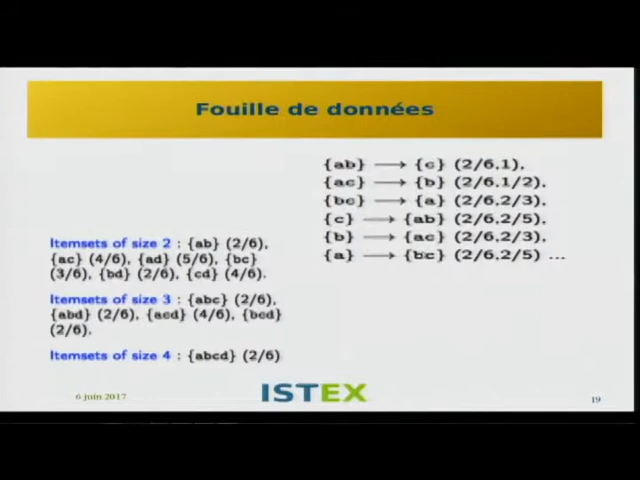 Fouille de données
Itemsets of size 2 : {ab} (2/6),
{ac} (4/6), {ad} (5/6), {bc}
(3/6), {bd} (2/6), {cd} (4/6).
Itemsets of size 3 : {abc} (2/6),
{abd} (2/6), {acd} (4/6), {bcd}
(2/6).
Itemsets of size 4 : {abcd} (2/6)
{ab} ⟶ {c} (2/6,1),
{ac} ⟶ {b} (2/6,1/2),
{bc} ⟶ {a} (2/6,2/3),
{c} ⟶ {ab} (2/6,2/5),
{b} ⟶ {ac} (2/6,2/3),
{a} ⟶ {bc} (2/6,2/5) ...
6 juin 2017
ISTEX
19